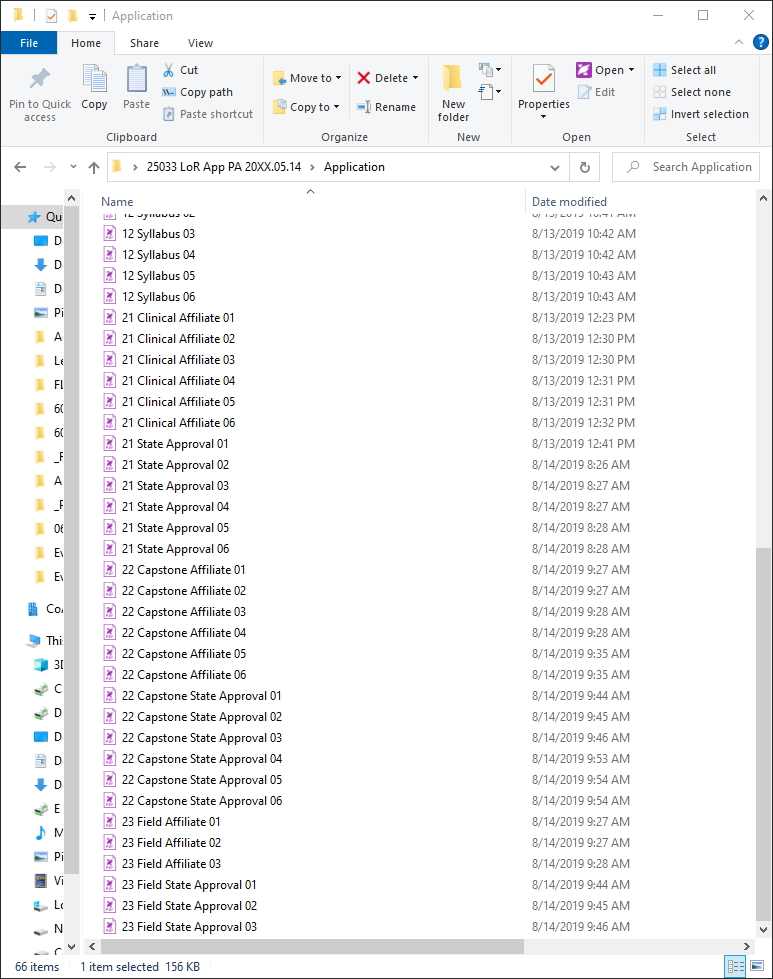 Application
File Home Share View
Pin to Quick access
Copy
Paste
Cut
Copy path
Paste shortcut
Clipboard
Move to
Copy to
Delete
Rename
Organize
New folder
New
Properties
Open
Edit
Open
Select all
Select none
Invert selection
Select
25033 LoR App PA 20XX.05.14 > Application
Search Application
Name Date modified
12 Syllabus 02 8/13/2019 10:41 AM
12 Syllabus 03 8/13/2019 10:42 AM
12 Syllabus 04 8/13/2019 10:42 AM
12 Syllabus 05 8/13/2019 10:43 AM
12 Syllabus 06 8/13/2019 10:43 AM
21 Clinical Affiliate 01 8/13/2019 12:23 PM
21 Clinical Affiliate 02 8/13/2019 12:30 PM
21 Clinical Affiliate 03 8/13/2019 12:30 PM
21 Clinical Affiliate 04 8/13/2019 12:31 PM
21 Clinical Affiliate 05 8/13/2019 12:31 PM
21 Clinical Affiliate 06 8/13/2019 12:32 PM
21 State Approval 01 8/13/2019 12:41 PM
21 State Approval 02 8/14/2019 8:26 AM
21 State Approval 03 8/14/2019 8:27 AM
21 State Approval 04 8/14/2019 8:27 AM
21 State Approval 05 8/14/2019 8:28 AM
21 State Approval 06 8/14/2019 8:28 AM
22 Capstone Affiliate 01 8/14/2019 9:27 AM
22 Capstone Affiliate 02 8/14/2019 9:27 AM
22 Capstone Affiliate 03 8/14/2019 9:28 AM
22 Capstone Affiliate 04 8/14/2019 9:28 AM
22 Capstone Affiliate 05 8/14/2019 9:35 AM
22 Capstone Affiliate 06 8/14/2019 9:35 AM
22 Capstone State Approval 01 8/14/2019 9:44 AM
22 Capstone State Approval 02 8/14/2019 9:45 AM
22 Capstone State Approval 03 8/14/2019 9:46 AM
22 Capstone State Approval 04 8/14/2019 9:53 AM
22 Capstone State Approval 05 8/14/2019 9:54 AM
22 Capstone State Approval 06 8/14/2019 9:54 AM
23 Field Affiliate 01 8/14/2019 9:27 AM
23 Field Affiliate 02 8/14/2019 9:27 AM
23 Field Affiliate 03 8/14/2019 9:28 AM
23 Field State Approval 01 8/14/2019 9:44 AM
23 Field State Approval 02 8/14/2019 9:45 AM
23 Field State Approval 03 8/14/2019 9:46 AM
66 items 1 item selected 156 KB